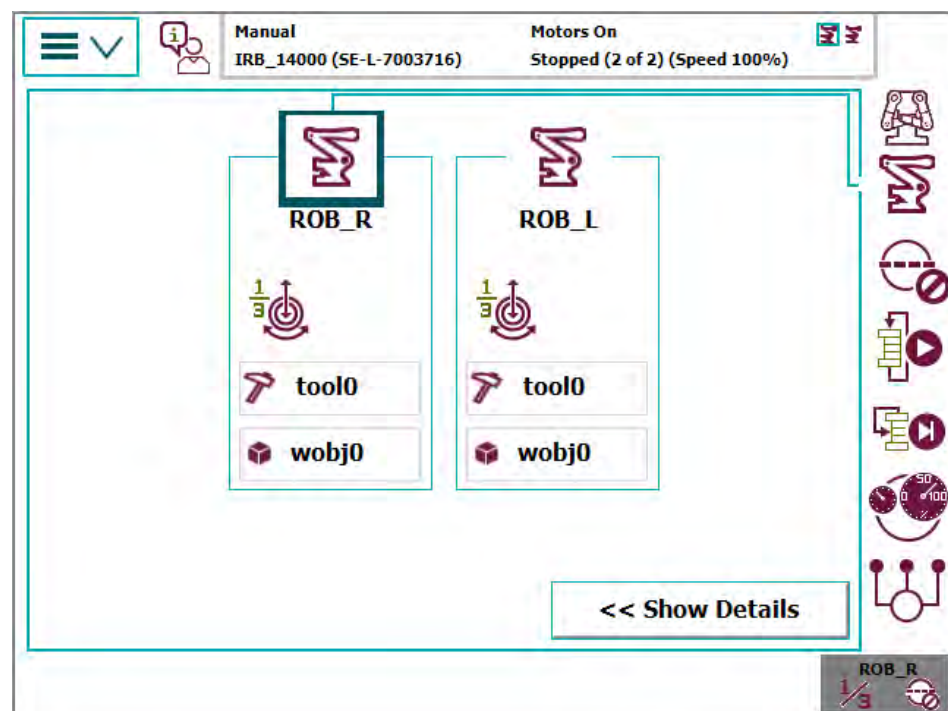 Manual
IRB_14000 (SE-L-7003716)
Motors On
Stopped (2 of 2) (Speed 100%)
ROB_R
ROB_L
1
3
1
3
tool0
tool0
wobj0
wobj0
50
0
100
%
<< Show Details
ROB_R
1/3